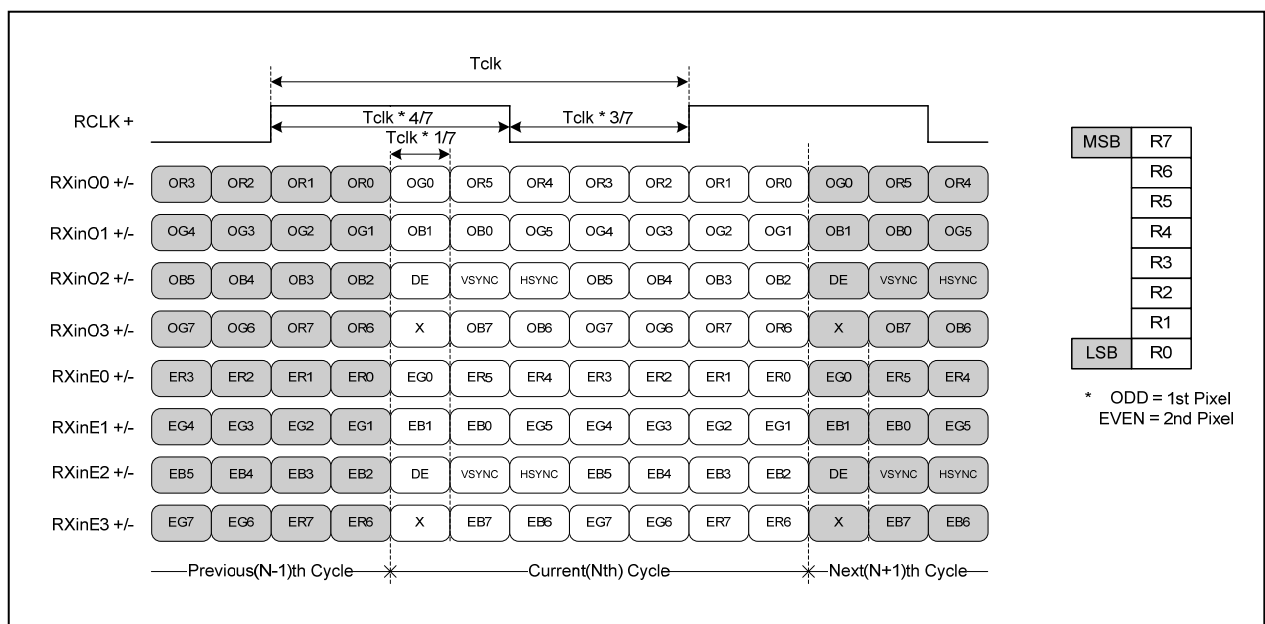 Tclk
RCLK +
Tclk * 4/7
Tclk * 3/7
Tclk * 1/7
RXinO0 +/- OR3 OR2 OR1 OR0 OG0 OR5 OR4 OR3 OR2 OR1 OR0 OG0 OR5 OR4
RXinO1 +/- OG4 OG3 OG2 OG1 OB1 OB0 OG5 OG4 OG3 OG2 OG1 OB1 OB0 OG5
RXinO2 +/- OB5 OB4 OB3 OB2 DE VSYNC HSYNC OB5 OB4 OB3 OB2 DE VSYNC HSYNC
RXinO3 +/- OG7 OG6 OR7 OR6 X OB7 OB6 OG7 OG6 OR7 OR6 X OB7 OB6
RXinE0 +/- ER3 ER2 ER1 ER0 EG0 ER5 ER4 ER3 ER2 ER1 ER0 EG0 ER5 ER4
RXinE1 +/- EG4 EG3 EG2 EG1 EB1 EB0 EG5 EG4 EG3 EG2 EG1 EB1 EB0 EG5
RXinE2 +/- EB5 EB4 EB3 EB2 DE VSYNC HSYNC EB5 EB4 EB3 EB2 DE VSYNC HSYNC
RXinE3 +/- EG7 EG6 ER7 ER6 X EB7 EB6 EG7 EG6 ER7 ER6 X EB7 EB6
Previous(N-1)th Cycle Current(Nth) Cycle Next(N+1)th Cycle
MSB R7
R6
R5
R4
R3
R2
R1
LSB R0
* ODD = 1st Pixel
EVEN = 2nd Pixel